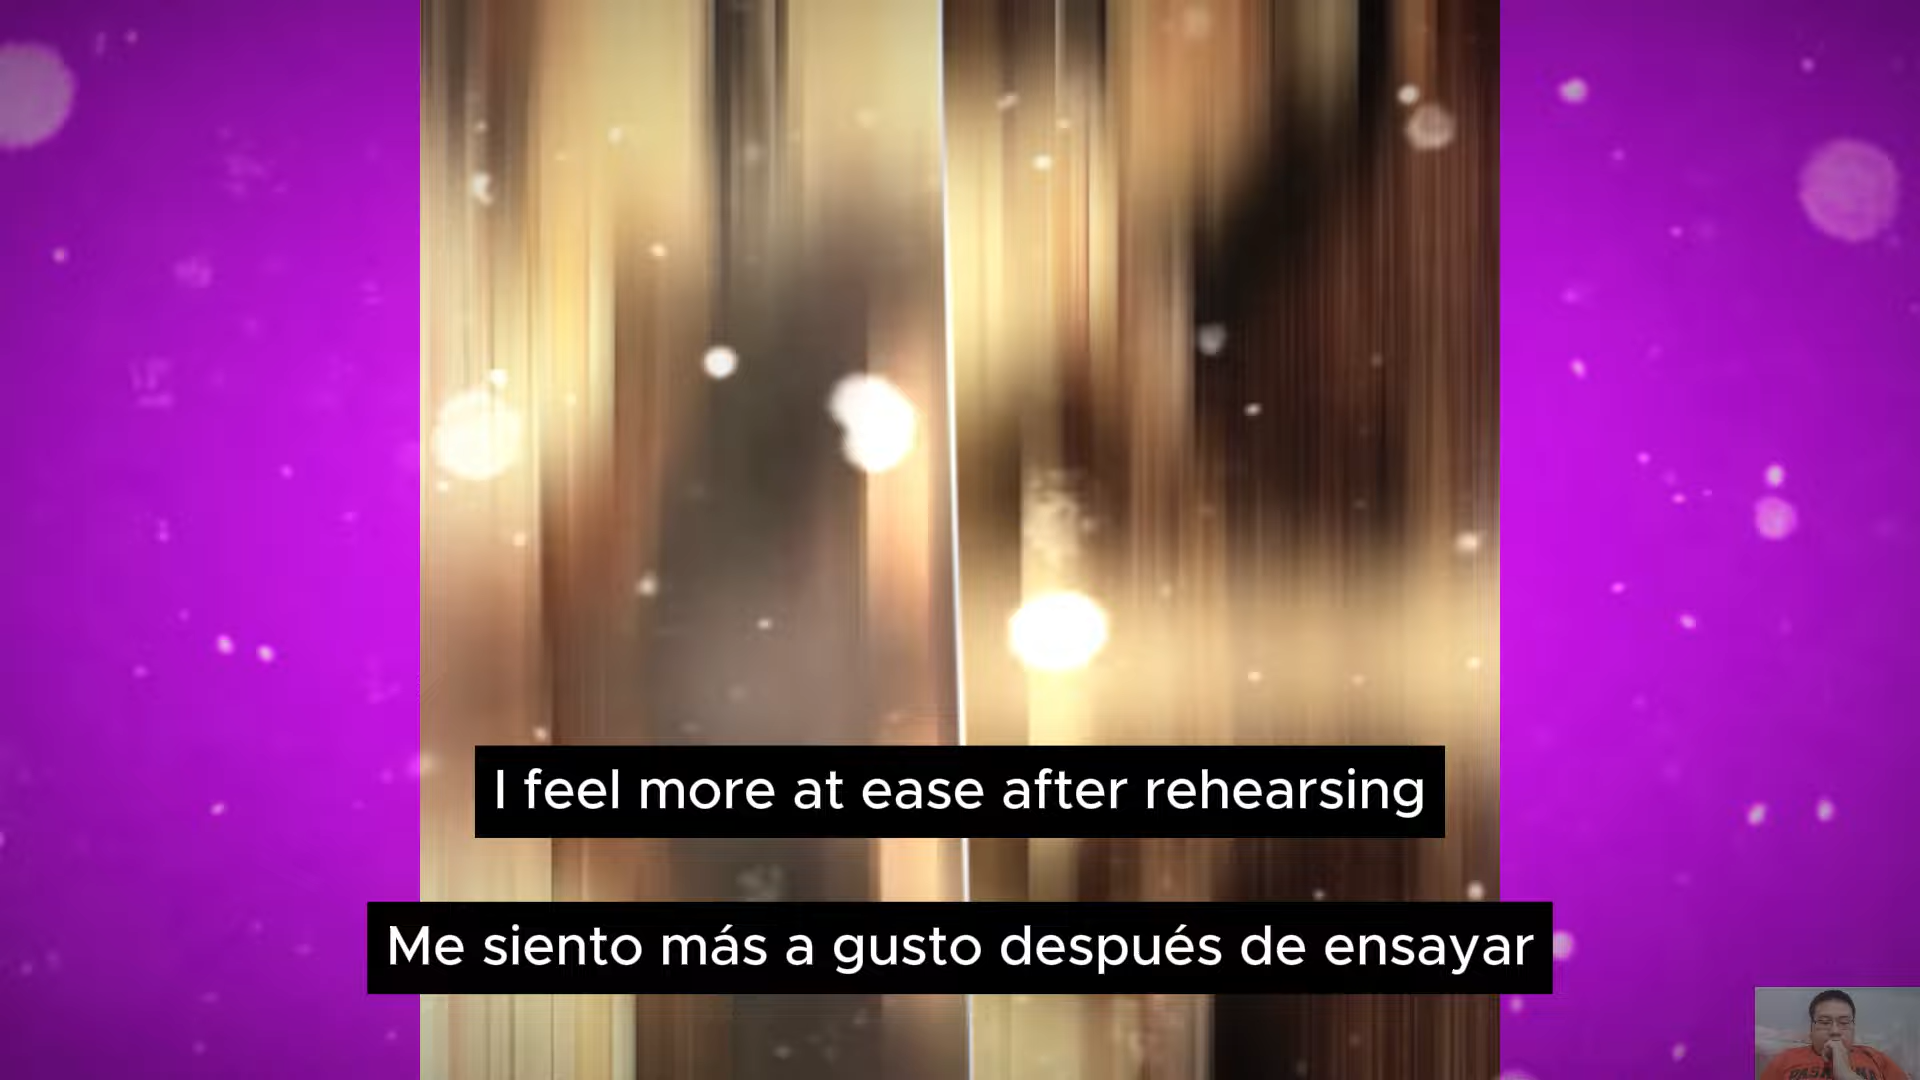 I feel more at ease after rehearsing
Me siento más a gusto después de ensayar